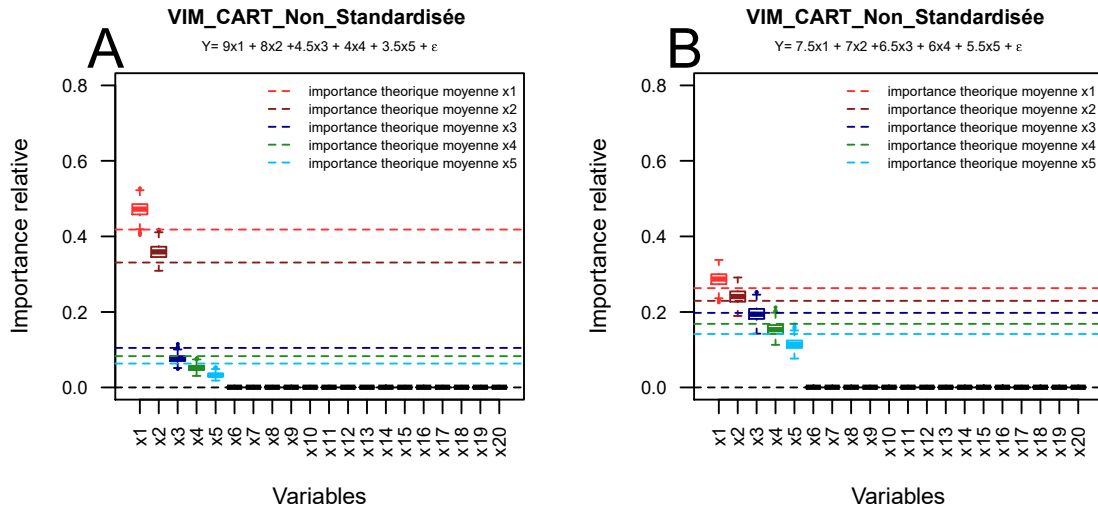 A
VIM_CART_Non_Standardisée
Y= 9x1 + 8x2 +4.5x3 + 4x4 + 3.5x5 + ε
importance theorique moyenne x1
importance theorique moyenne x2
importance theorique moyenne x3
importance theorique moyenne x4
importance theorique moyenne x5
Importance relative
0.8
0.6
0.4
0.2
0.0
x1 x2 x3 x4 x5 x6 x7 x8 x9 x10 x11 x12 x13 x14 x15 x16 x17 x18 x19 x20
Variables
B
VIM_CART_Non_Standardisée
Y= 7.5x1 + 7x2 +6.5x3 + 6x4 + 5.5x5 + ε
importance theorique moyenne x1
importance theorique moyenne x2
importance theorique moyenne x3
importance theorique moyenne x4
importance theorique moyenne x5
Importance relative
0.8
0.6
0.4
0.2
0.0
x1 x2 x3 x4 x5 x6 x7 x8 x9 x10 x11 x12 x13 x14 x15 x16 x17 x18 x19 x20
Variables